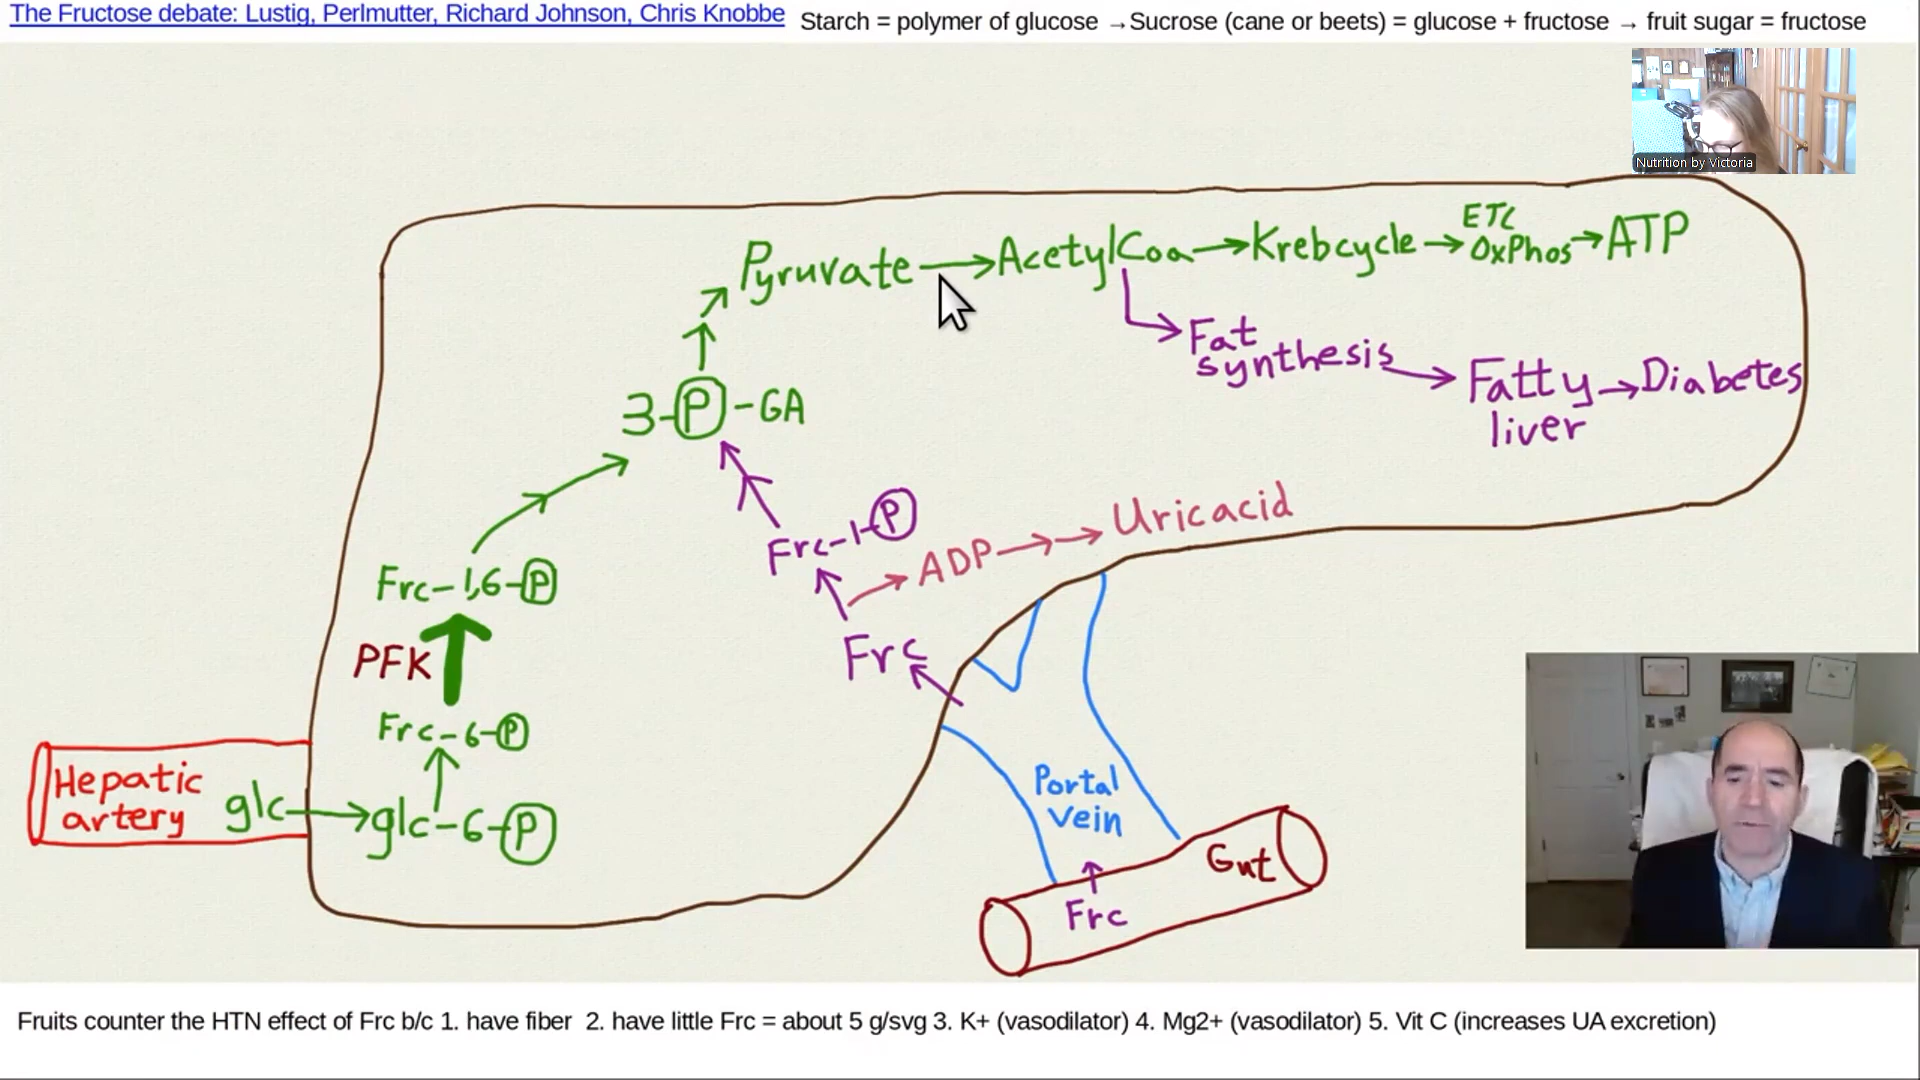 The Fructose debate: Lustig, Perlmutter, Richard Johnson, Chris Knobbe
Starch = polymer of glucose →Sucrose (cane or beets) = glucose + fructose → fruit sugar = fructose
Nutrition by Victoria
Pyruvate → AcetylCoa → Krebcycle → ETC OxPhos → ATP
Fat
synthesis → Fatty liver → Diabetes
3-P-GA
Frc-1-P
ADP →→ Uricacid
Frc-1,6-P
PFK
Frc
Frc-6-P
Hepatic
artery
glc → glc-6-P
Portal
vein
Gut
Frc
Fruits counter the HTN effect of Frc b/c 1. have fiber 2. have little Frc = about 5 g/svg 3. K+ (vasodilator) 4. Mg2+ (vasodilator) 5. Vit C (increases UA excretion)